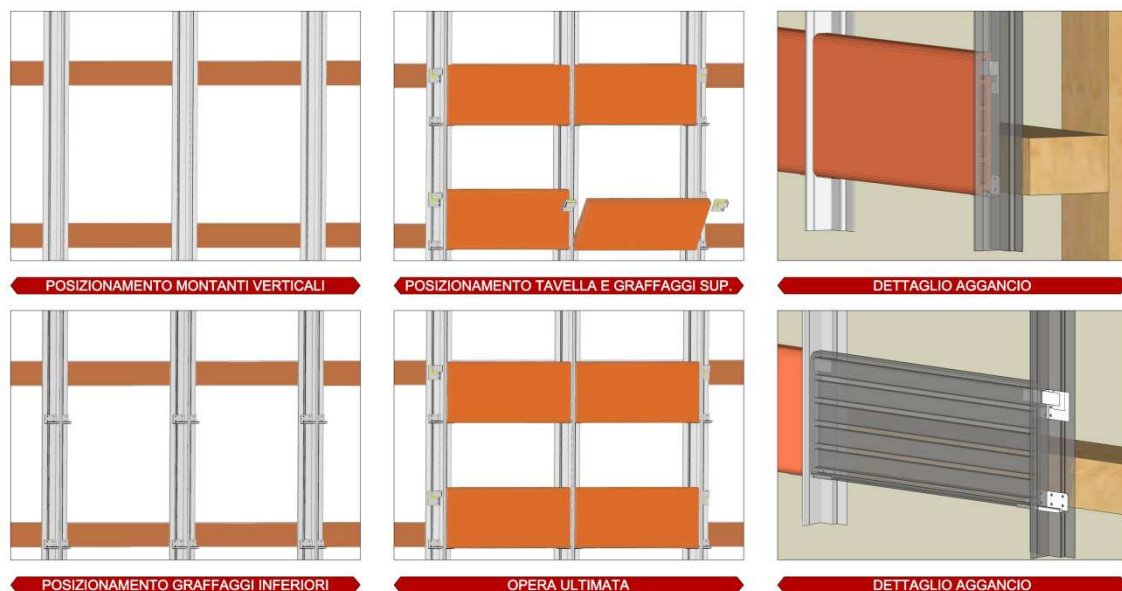 POSIZIONAMENTO MONTANTI VERTICALI
POSIZIONAMENTO TAVELLA E GRAFFAGGI SUP.
DETTAGLIO AGGANCIO
POSIZIONAMENTO GRAFFAGGI INFERIORI
OPERA ULTIMATA
DETTAGLIO AGGANCIO